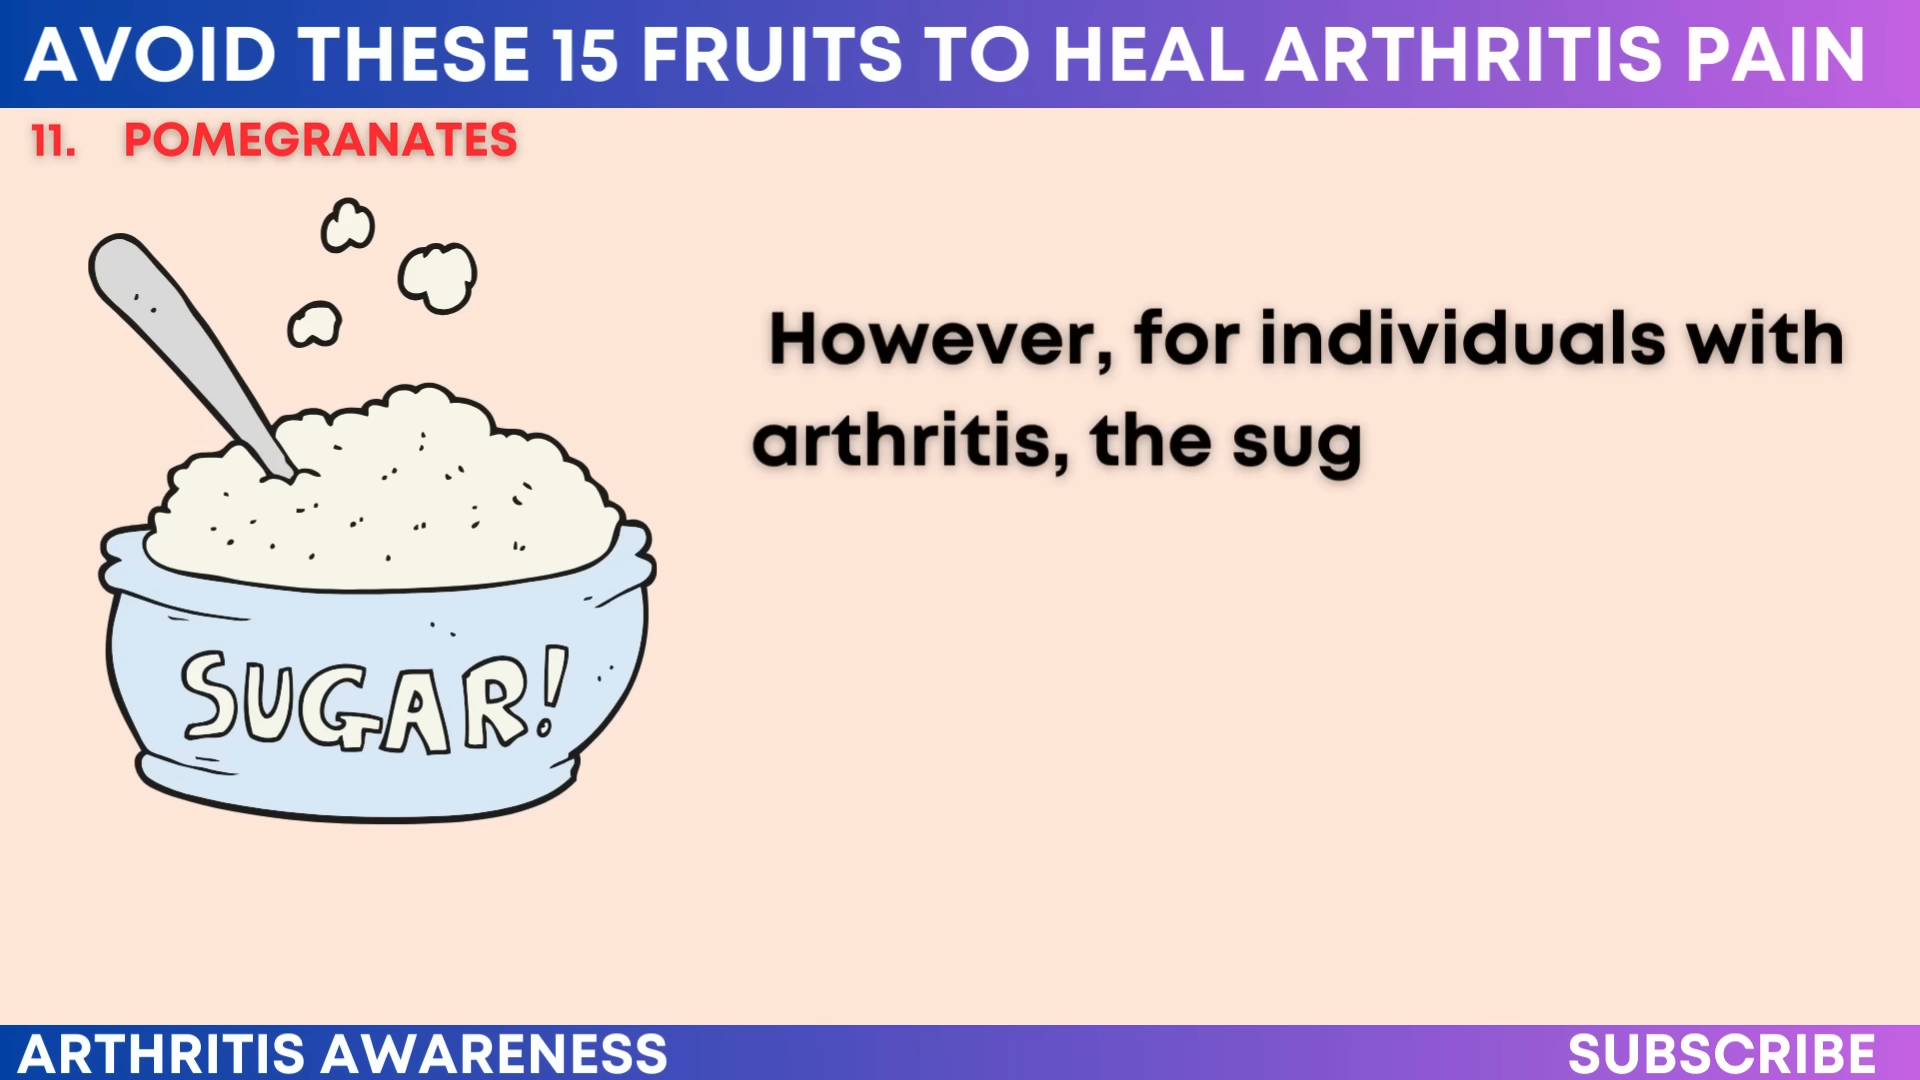 AVOID THESE 15 FRUITS TO HEAL ARTHRITIS PAIN
11. POMEGRANATES
However, for individuals with
arthritis, the sug
SUGAR!
ARTHRITIS AWARENESS
SUBSCRIBE